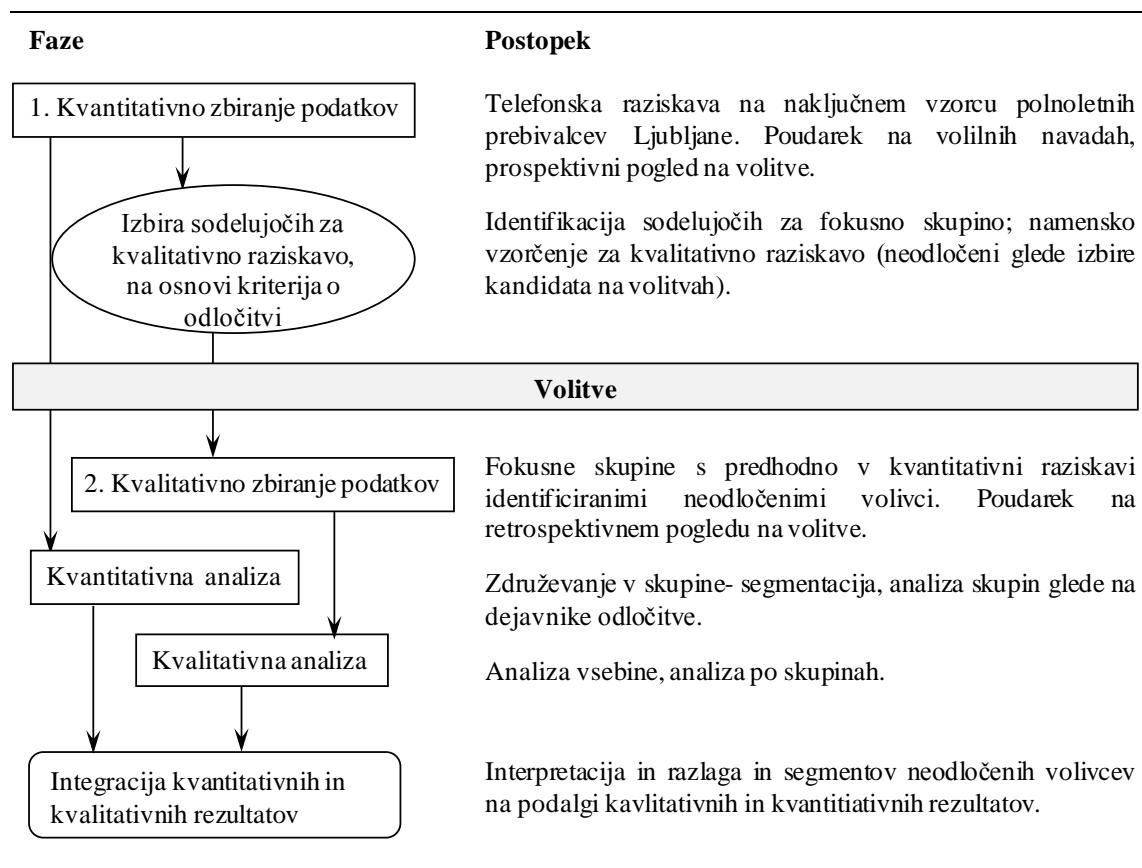 Faze
Postopek
1. Kvantitativno zbiranje podatkov
Telefonska raziskava na naključnem vzorcu polnoletnih
prebivalcev Ljubljane. Poudarek na volilnih navadah,
prospektivni pogled na volitve.
Izbira sodelujočih za
kvalitativno raziskavo,
na osnovi kriterija o
odločitvi
Identifikacija sodelujočih za fokusno skupino; namensko
vzorčenje za kvalitativno raziskavo (neodločeni glede izbire
kandidata na volitvah).
Volitve
2. Kvalitativno zbiranje podatkov
Fokusne skupine s predhodno v kvantitativni raziskavi
identificiranimi neodločenimi volivci. Poudarek na
retrospektivnem pogledu na volitve.
Kvantitativna analiza
Združevanje v skupine- segmentacija, analiza skupin glede na
dejavnike odločitve.
Kvalitativna analiza
Analiza vsebine, analiza po skupinah.
Integracija kvantitativnih in
kvalitativnih rezultatov
Interpretacija in razlaga in segmentov neodločenih volivcev
na podalgi kavlitativnih in kvantitiativnih rezultatov.